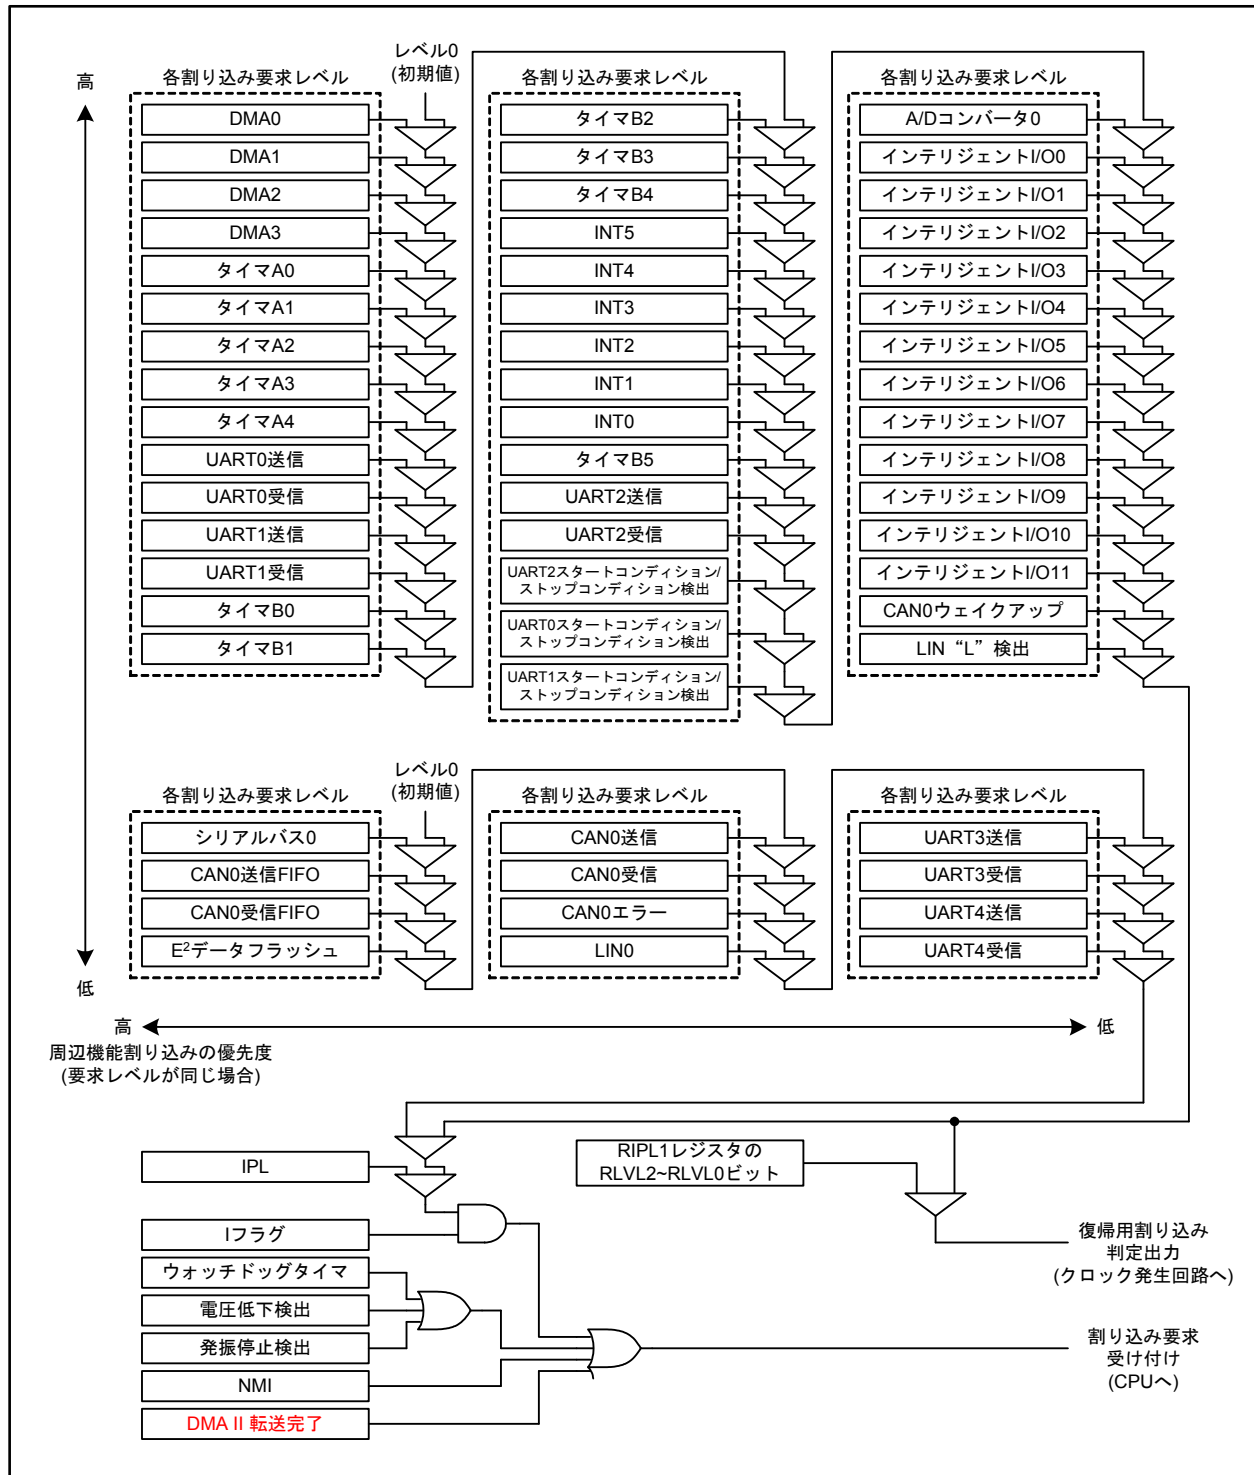 高
レベル0
(初期値)
各割り込み要求レベル
DMA0
DMA1
DMA2
DMA3
タイマA0
タイマA1
タイマA2
タイマA3
タイマA4
UART0送信
UART0受信
UART1送信
UART1受信
タイマB0
タイマB1
各割り込み要求レベル
タイマB2
タイマB3
タイマB4
INT5
INT4
INT3
INT2
INT1
INT0
タイマB5
UART2送信
UART2受信
UART2スタートコンディション/
ストップコンディション検出
UART0スタートコンディション/
ストップコンディション検出
UART1スタートコンディション/
ストップコンディション検出
各割り込み要求レベル
A/Dコンバータ0
インテリジェントI/O0
インテリジェントI/O1
インテリジェントI/O2
インテリジェントI/O3
インテリジェントI/O4
インテリジェントI/O5
インテリジェントI/O6
インテリジェントI/O7
インテリジェントI/O8
インテリジェントI/O9
インテリジェントI/O10
インテリジェントI/O11
CAN0ウェイクアップ
LIN“L”検出
レベル0
(初期値)
各割り込み要求レベル
シリアルバス0
CAN0送信FIFO
CAN0受信FIFO
E²データフラッシュ
各割り込み要求レベル
CAN0送信
CAN0受信
CAN0エラー
LIN0
各割り込み要求レベル
UART3送信
UART3受信
UART4送信
UART4受信
低
高
低
周辺機能割り込みの優先度
(要求レベルが同じ場合)
IPL
RIPL1レジスタの
RLVL2~RLVL0ビット
Iフラグ
ウォッチドッグタイマ
電圧低下検出
発振停止検出
NMI
DMA II 転送完了
復帰用割り込み
判定出力
(クロック発生回路へ)
割り込み要求
受け付け
(CPUへ)